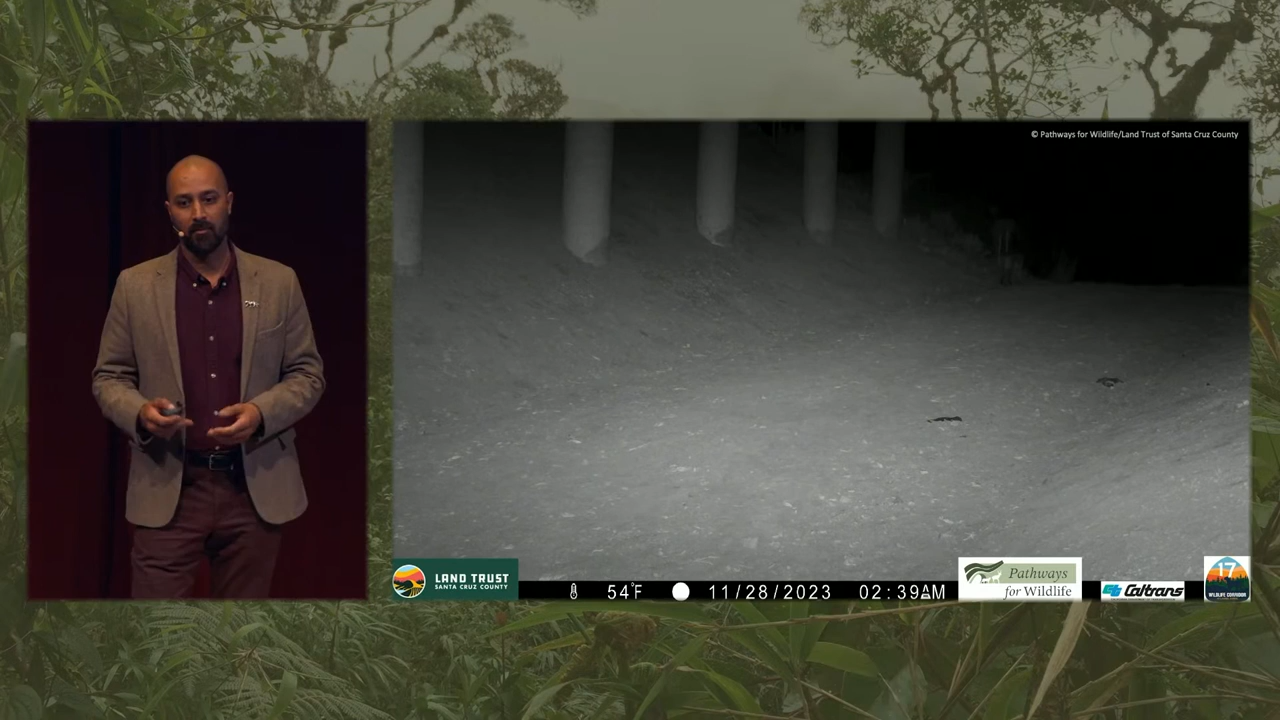 © Pathways for Wildlife/Land Trust of Santa Cruz County
LAND TRUST
SANTA CRUZ COUNTY
54°F 11/28/2023 02:39AM
Pathways
for Wildlife
Caltrans
17
WILDLIFE CORRIDOR